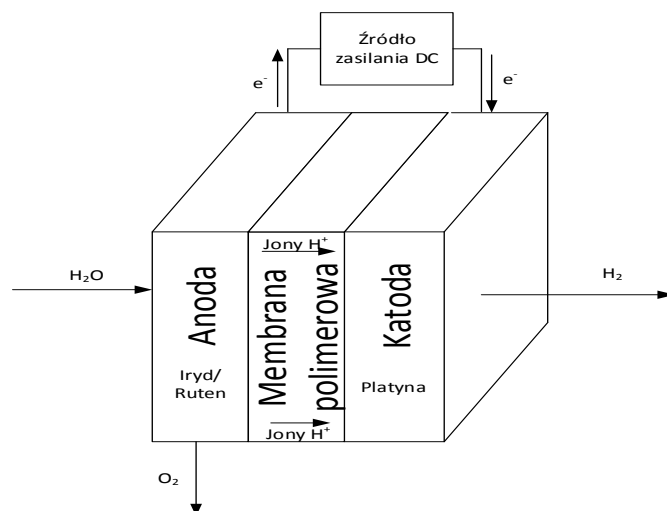 Źródło
zasilania DC
e⁻
e⁻
Jony H⁺
H₂O
H₂
Anoda
Membrana
polimerowa
Katoda
Iryd/
Ruten
Platyna
Jony H⁺
O₂